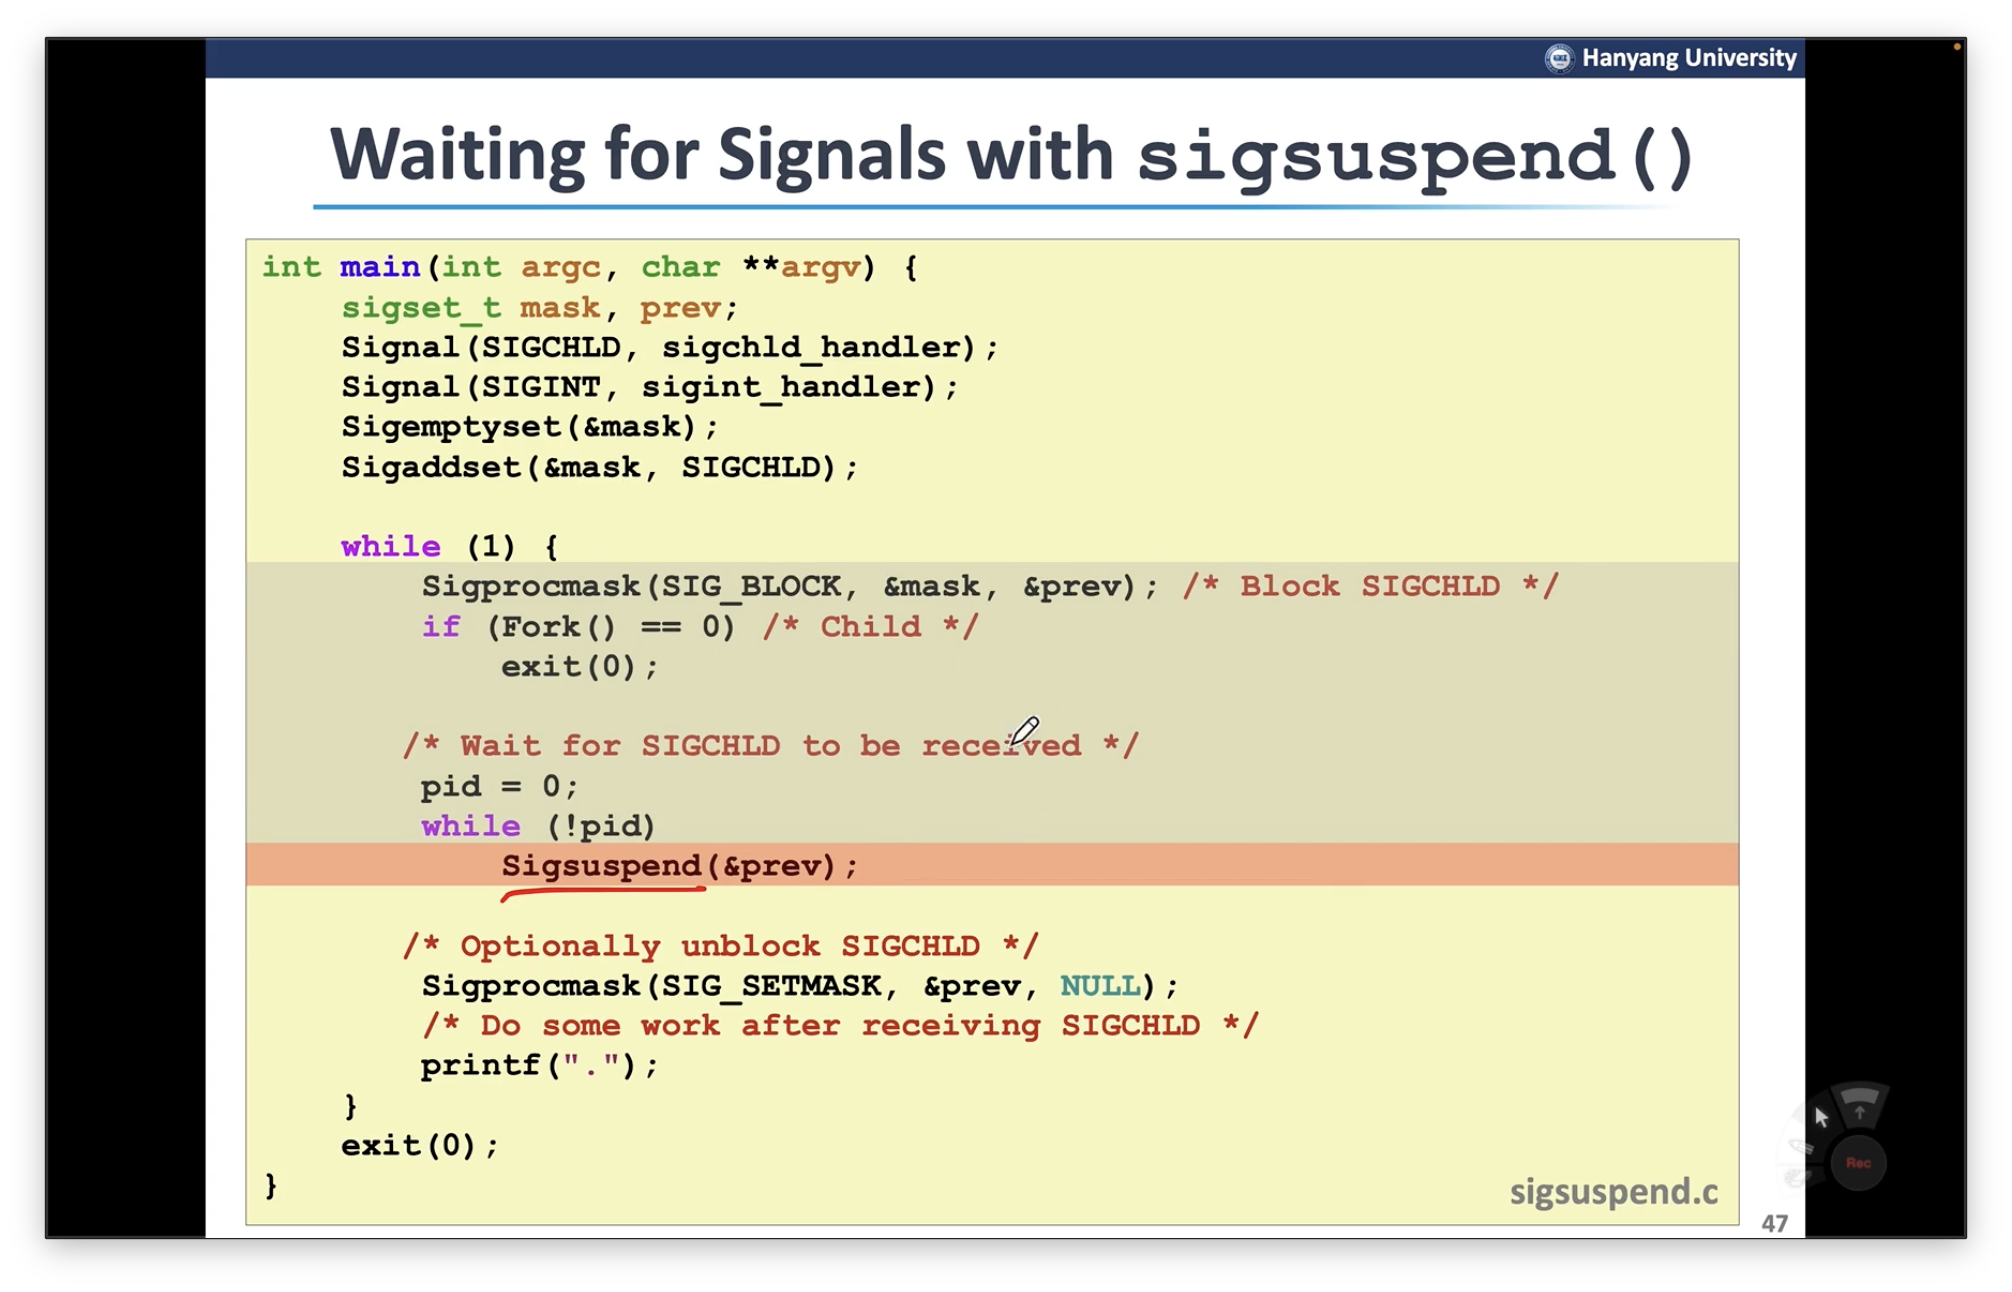 Hanyang University
Waiting for Signals with sigsuspend()
int main(int argc, char **argv) {
    sigset_t mask, prev;
    Signal(SIGCHLD, sigchld_handler);
    Signal(SIGINT, sigint_handler);
    Sigemptyset(&mask);
    Sigaddset(&mask, SIGCHLD);
    while (1) {
        Sigprocmask(SIG_BLOCK, &mask, &prev); /* Block SIGCHLD */
        if (Fork() == 0) /* Child */
            exit(0);
       /* Wait for SIGCHLD to be received */
        pid = 0;
        while (!pid)
            Sigsuspend(&prev);
       /* Optionally unblock SIGCHLD */
        Sigprocmask(SIG_SETMASK, &prev, NULL);
        /* Do some work after receiving SIGCHLD */
        printf(".");
    }
    exit(0);
}
sigsuspend.c
47
Rec